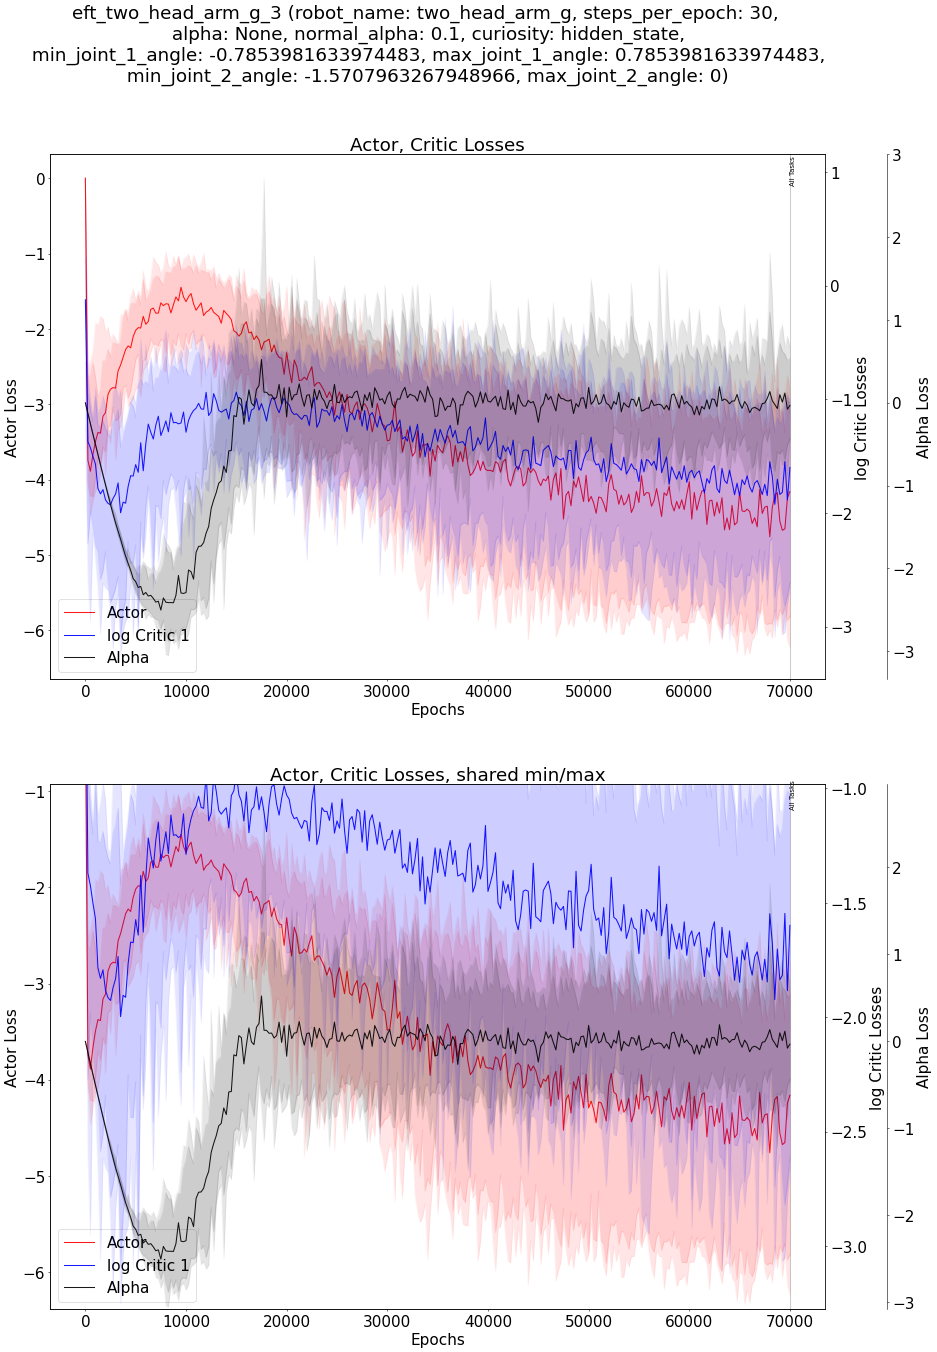 eft_two_head_arm_g_3 (robot_name: two_head_arm_g, steps_per_epoch: 30,
alpha: None, normal_alpha: 0.1, curiosity: hidden_state,
min_joint_1_angle: -0.7853981633974483, max_joint_1_angle: 0.7853981633974483,
min_joint_2_angle: -1.5707963267948966, max_joint_2_angle: 0)
Actor, Critic Losses
0
−1
−2
−3
−4
−5
−6
Actor Loss
1
0
−1
−2
−3
log Critic Losses
3
2
1
0
−1
−2
−3
Alpha Loss
All Tasks
Actor
log Critic 1
Alpha
0 10000 20000 30000 40000 50000 60000 70000
Epochs
Actor, Critic Losses, shared min/max
−1
−2
−3
−4
−5
−6
Actor Loss
−1.0
−1.5
−2.0
−2.5
−3.0
log Critic Losses
2
1
0
−1
−2
−3
Alpha Loss
All Tasks
Actor
log Critic 1
Alpha
0 10000 20000 30000 40000 50000 60000 70000
Epochs